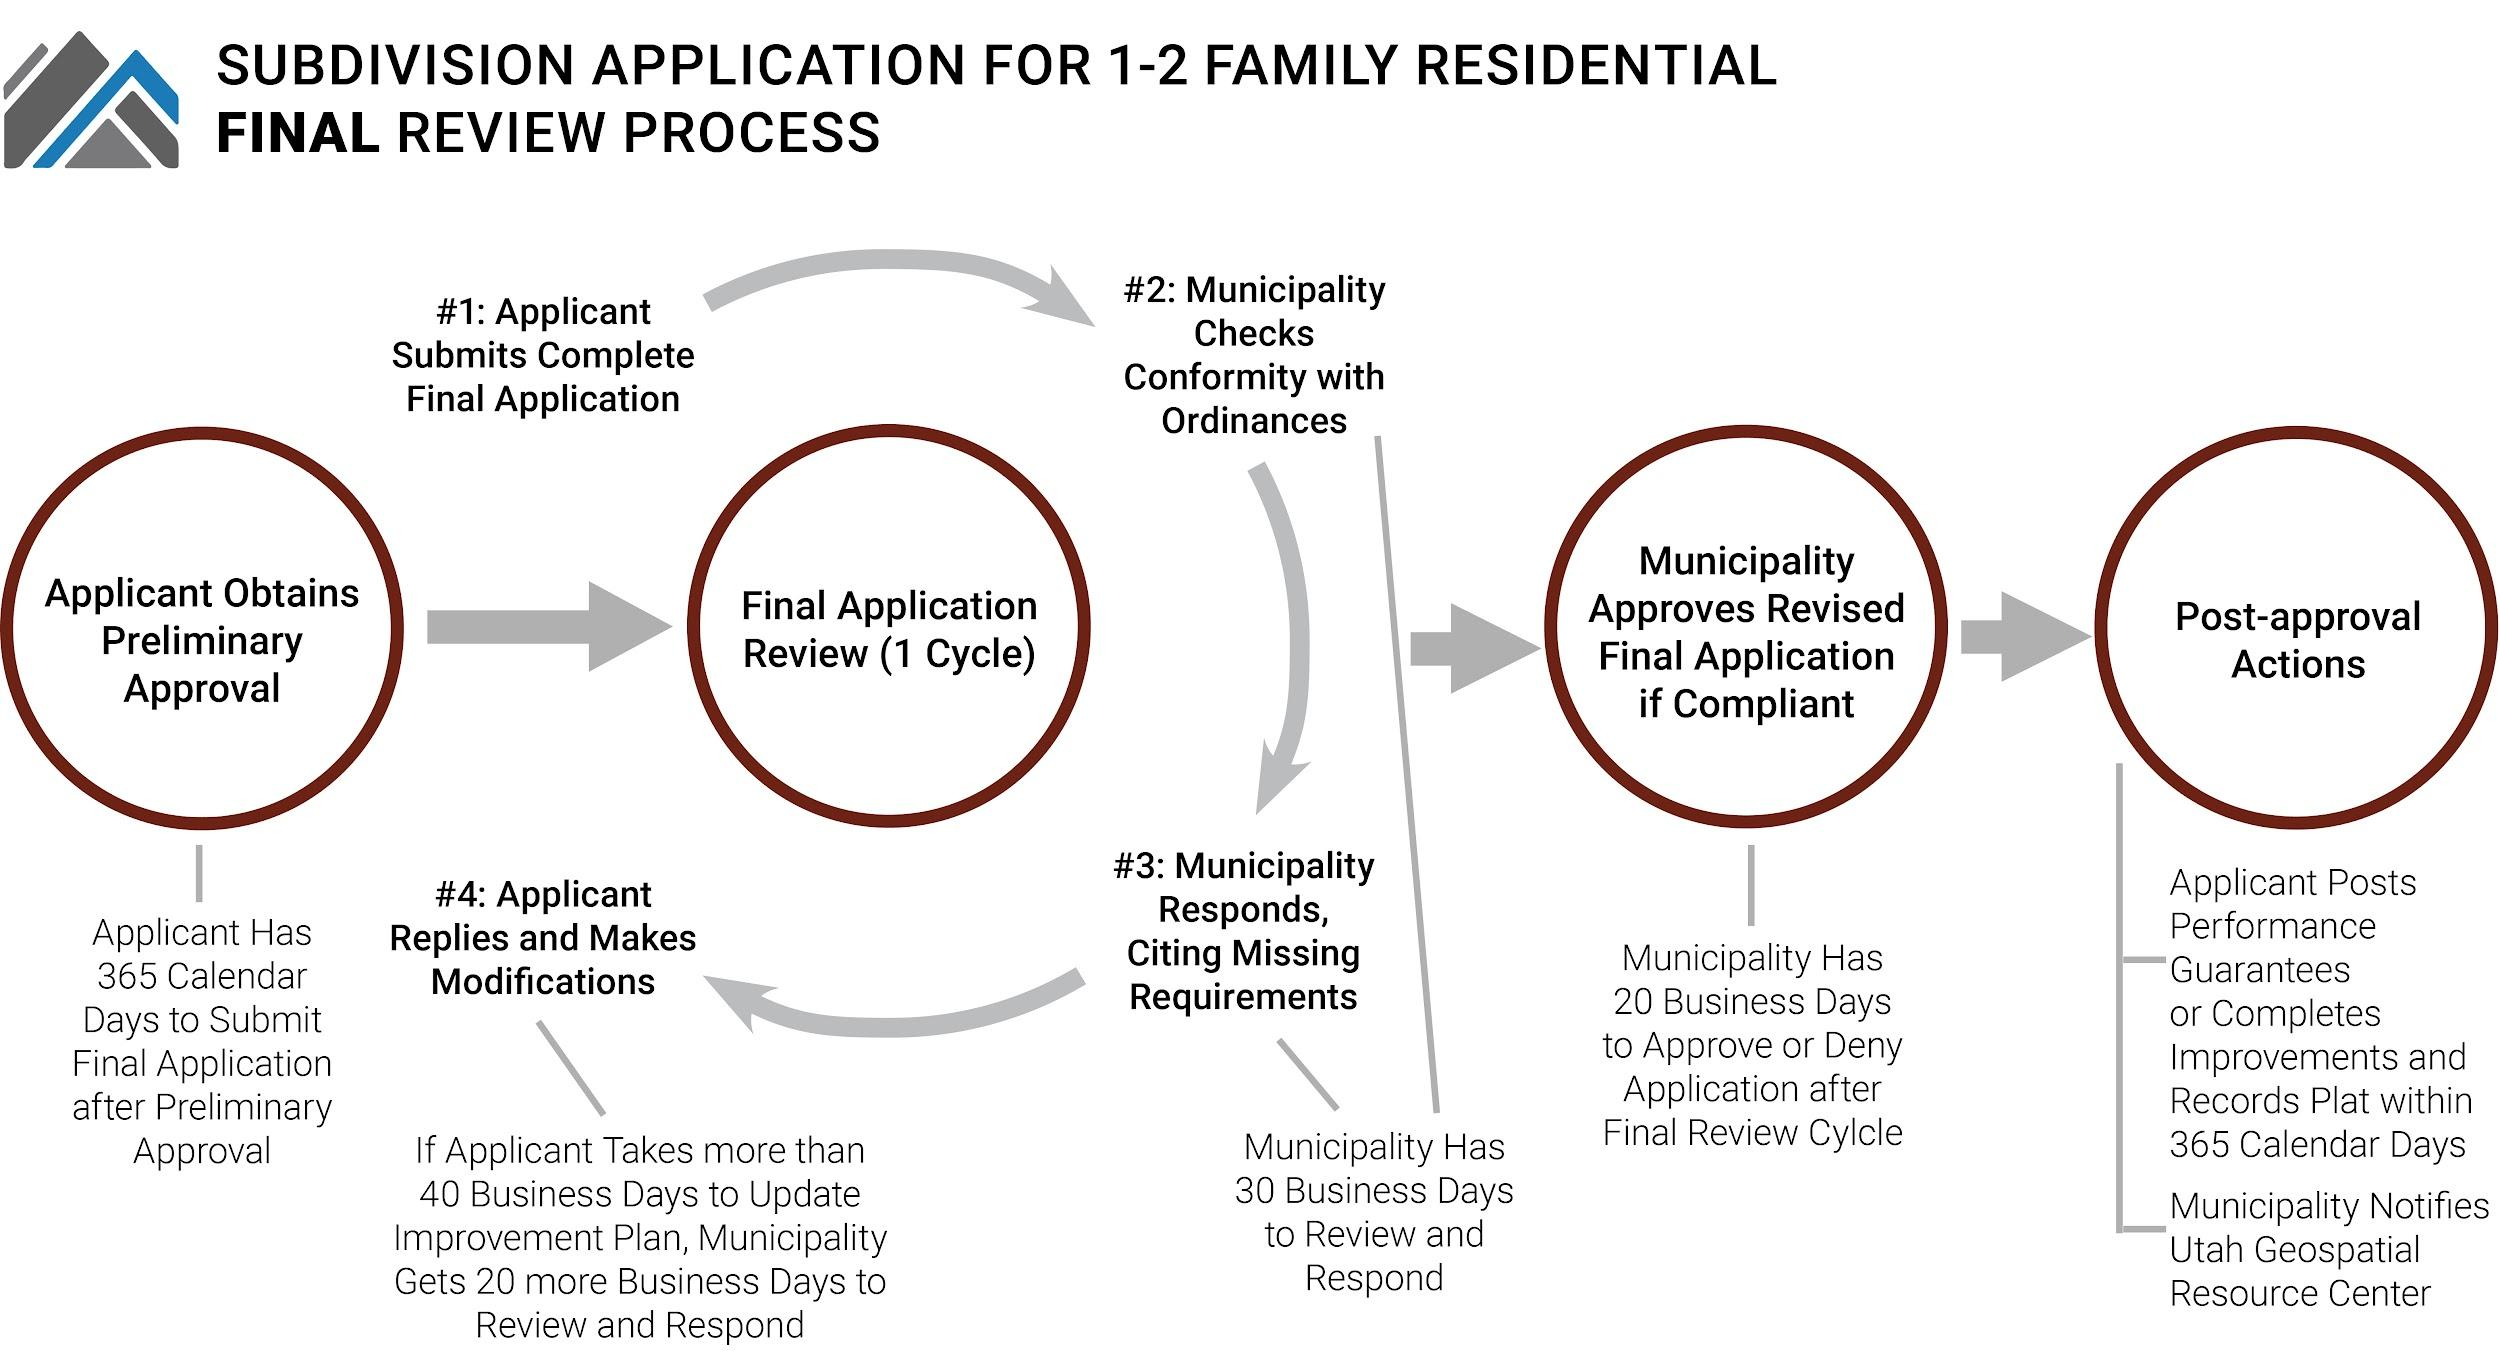 SUBDIVISION APPLICATION FOR 1-2 FAMILY RESIDENTIAL
FINAL REVIEW PROCESS
#1: Applicant
Submits Complete
Final Application
#2: Municipality
Checks
Conformity with
Ordinances
Applicant Obtains
Preliminary
Approval
Final Application
Review (1 Cycle)
Municipality
Approves Revised
Final Application
if Compliant
Post-approval
Actions
#3: Municipality
Responds,
Citing Missing
Requirements
#4: Applicant
Replies and Makes
Modifications
Applicant Has
365 Calendar
Days to Submit
Final Application
after Preliminary
Approval
If Applicant Takes more than
40 Business Days to Update
Improvement Plan, Municipality
Gets 20 more Business Days to
Review and Respond
Municipality Has
30 Business Days
to Review and
Respond
Municipality Has
20 Business Days
to Approve or Deny
Application after
Final Review Cylcle
Applicant Posts
Performance
Guarantees
or Completes
Improvements and
Records Plat within
365 Calendar Days
Municipality Notifies
Utah Geospatial
Resource Center